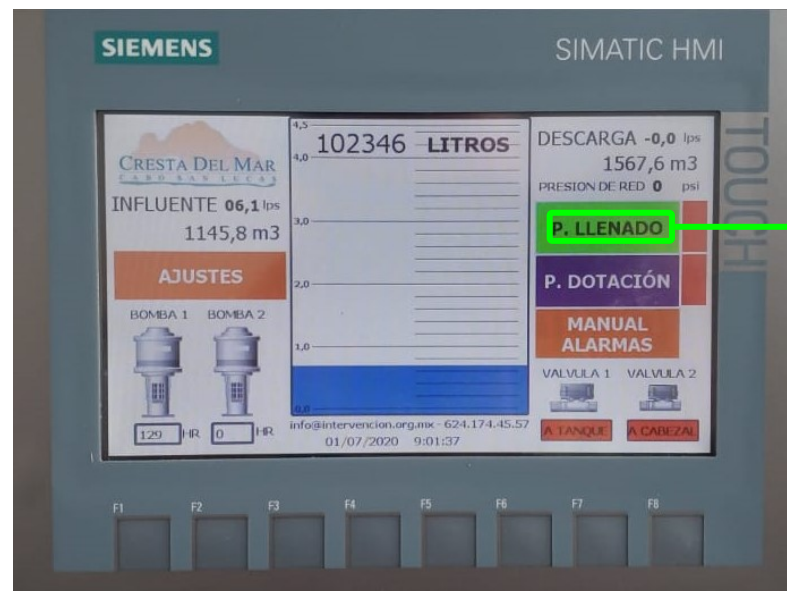 SIEMENS
SIMATIC HMI
TOUCH
CRESTA DEL MAR
CABO SAN LUCAS
INFLUENTE 06,1 lps
1145,8 m3
AJUSTES
BOMBA 1 BOMBA 2
129 HR 0 HR
4,5
102346 LITROS
4,0
3,0
2,0
1,0
0,0
info@intervencion.org.mx - 624.174.45.57
01/07/2020 9:01:37
DESCARGA -0,0 lps
1567,6 m3
PRESION DE RED 0 psi
P. LLENADO
P. DOTACIÓN
MANUAL
ALARMAS
VALVULA 1 VALVULA 2
A TANQUE A CABEZAL
F1 F2 F3 F4 F5 F6 F7 F8